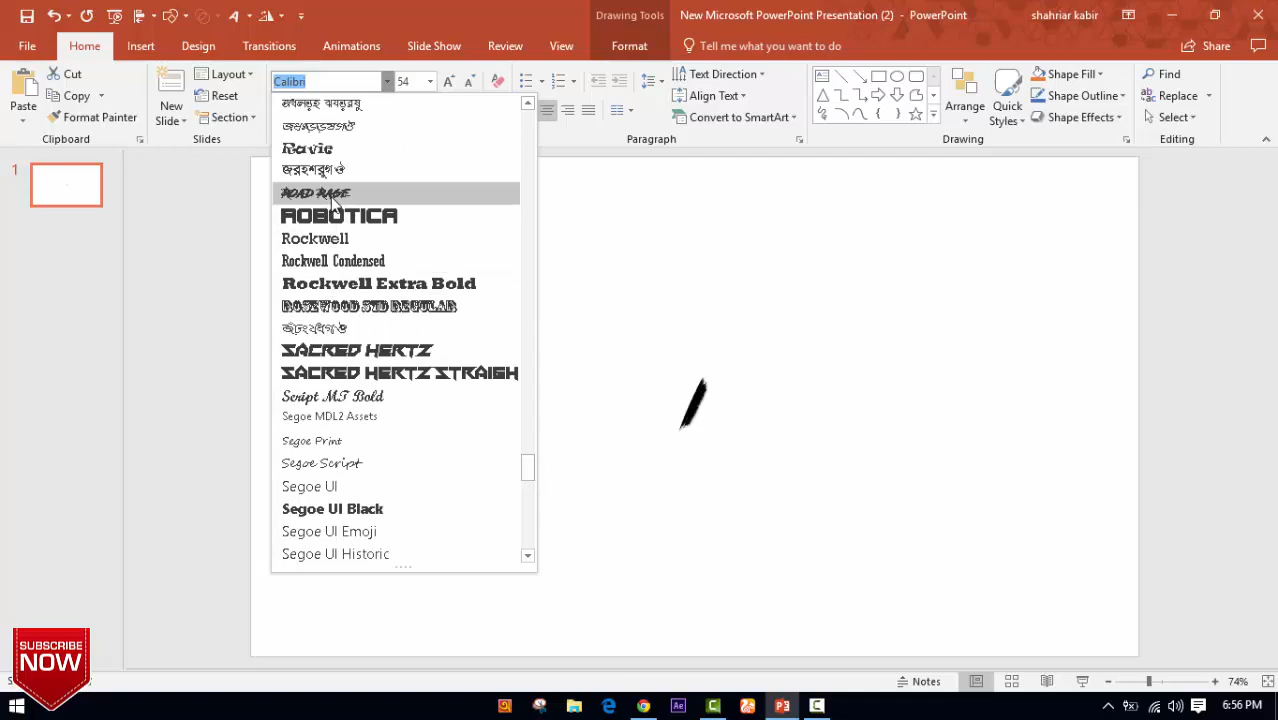 Drawing Tools
New Microsoft PowerPoint Presentation (2) - PowerPoint
shahriar kabir
File Home Insert Design Transitions Animations Slide Show Review View Format Tell me what you want to do Share
Paste
Cut
Copy
Format Painter
Clipboard
New Slide
Layout
Reset
Section
Slides
Calibri 54
Text Direction
Align Text
Convert to SmartArt
Paragraph
Arrange
Quick Styles
Shape Fill
Shape Outline
Shape Effects
Drawing
Find
Replace
Select
Editing
Ravie
ROAD RAGE
ROBOTICA
Rockwell
Rockwell Condensed
Rockwell Extra Bold
ROSEWOOD STD REGULAR
SACRED HERTZ
SACRED HERTZ STRAIGH
Script MT Bold
Segoe MDL2 Assets
Segoe Print
Segoe Script
Segoe UI
Segoe UI Black
Segoe UI Emoji
Segoe UI Historic
1
/
SUBSCRIBE
NOW
Notes
74%
6:56 PM